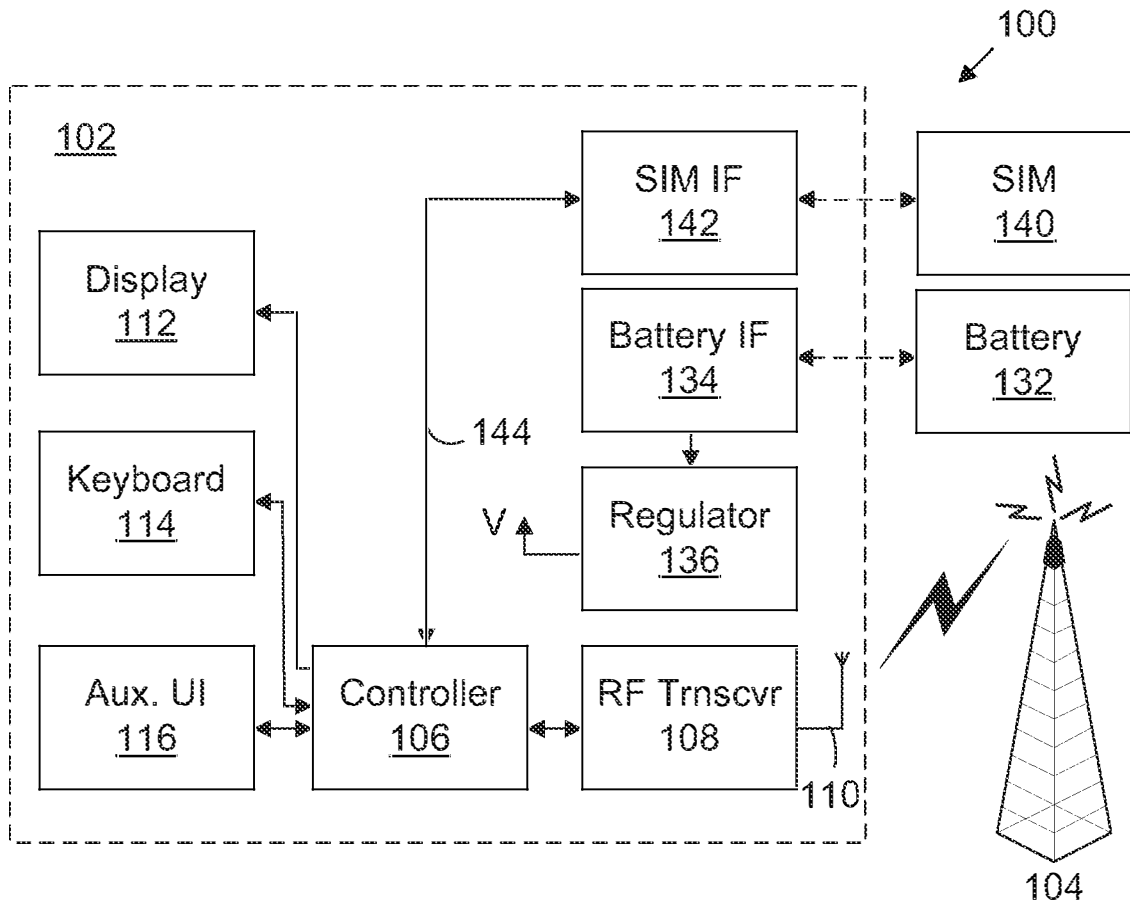 100
102
SIM IF
142
SIM
140
Display
112
Battery IF
134
Battery
132
144
Keyboard
114
V
Regulator
136
Aux. UI
116
Controller
106
RF Trnscvr
108
110
104